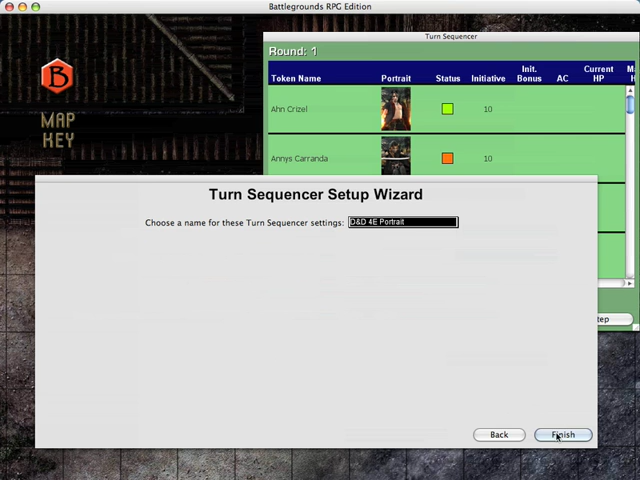 Battlegrounds RPG Edition
Turn Sequencer
Round: 1
Token Name Portrait Status Initiative Init. Bonus AC Current HP
Ahn Crizel 10
Annys Carranda 10
B
MAP
KEY
Turn Sequencer Setup Wizard
Choose a name for these Turn Sequencer settings: D&D 4E Portrait
Back Finish